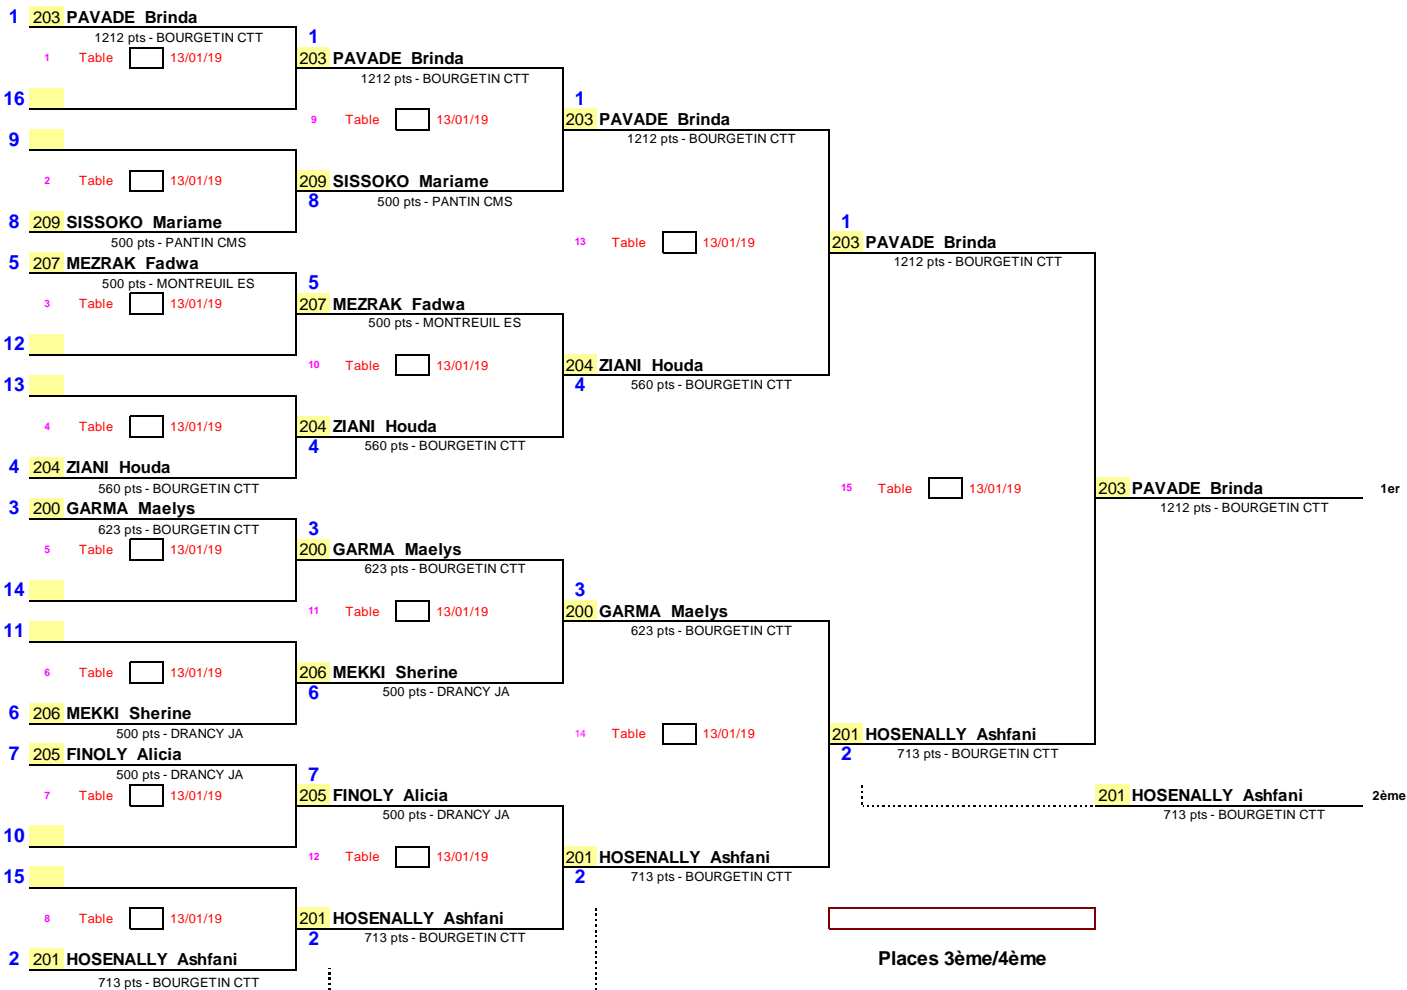 1 203 PAVADE Brinda
1212 pts - BOURGETIN CTT
1 Table 13/01/19
16
9
2 Table 13/01/19
8 209 SISSOKO Mariame
500 pts - PANTIN CMS
5 207 MEZRAK Fadwa
500 pts - MONTREUIL ES
3 Table 13/01/19
12
13
4 Table 13/01/19
4 204 ZIANI Houda
560 pts - BOURGETIN CTT
3 200 GARMA Maelys
623 pts - BOURGETIN CTT
5 Table 13/01/19
14
11
6 Table 13/01/19
6 206 MEKKI Sherine
500 pts - DRANCY JA
7 205 FINOLY Alicia
500 pts - DRANCY JA
7 Table 13/01/19
10
15
8 Table 13/01/19
2 201 HOSENALLY Ashfani
713 pts - BOURGETIN CTT
1
203 PAVADE Brinda
1212 pts - BOURGETIN CTT
9 Table 13/01/19
209 SISSOKO Mariame
8 500 pts - PANTIN CMS
5
207 MEZRAK Fadwa
500 pts - MONTREUIL ES
10 Table 13/01/19
204 ZIANI Houda
4 560 pts - BOURGETIN CTT
3
200 GARMA Maelys
623 pts - BOURGETIN CTT
11 Table 13/01/19
206 MEKKI Sherine
6 500 pts - DRANCY JA
7
205 FINOLY Alicia
500 pts - DRANCY JA
12 Table 13/01/19
201 HOSENALLY Ashfani
2 713 pts - BOURGETIN CTT
1
203 PAVADE Brinda
1212 pts - BOURGETIN CTT
13 Table 13/01/19
204 ZIANI Houda
4 560 pts - BOURGETIN CTT
3
200 GARMA Maelys
623 pts - BOURGETIN CTT
14 Table 13/01/19
201 HOSENALLY Ashfani
2 713 pts - BOURGETIN CTT
1
203 PAVADE Brinda
1212 pts - BOURGETIN CTT
15 Table 13/01/19
201 HOSENALLY Ashfani
2 713 pts - BOURGETIN CTT
203 PAVADE Brinda 1er
1212 pts - BOURGETIN CTT
201 HOSENALLY Ashfani 2ème
713 pts - BOURGETIN CTT
Places 3ème/4ème